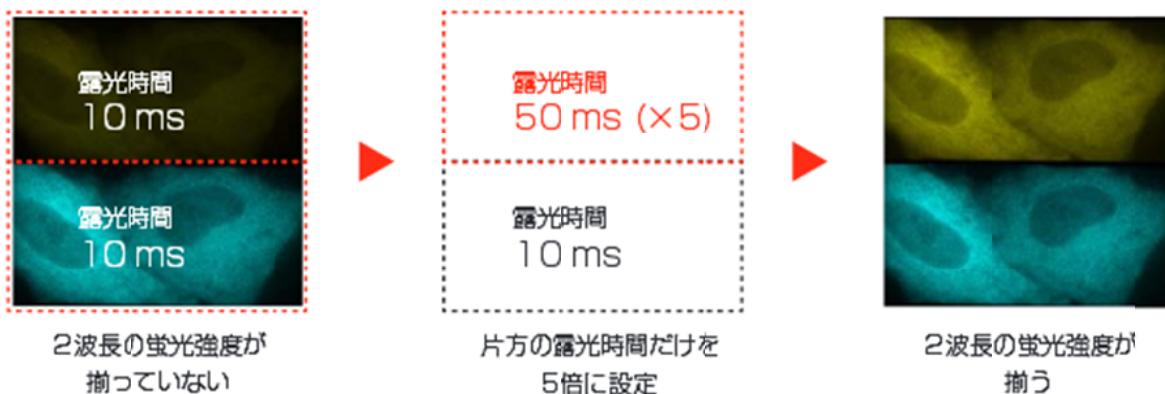 露光時間
10 ms
露光時間
10 ms
2波長の蛍光強度が
揃っていない
露光時間
50 ms (×5)
露光時間
10 ms
片方の露光時間だけを
5倍に設定
2波長の蛍光強度が
揃う